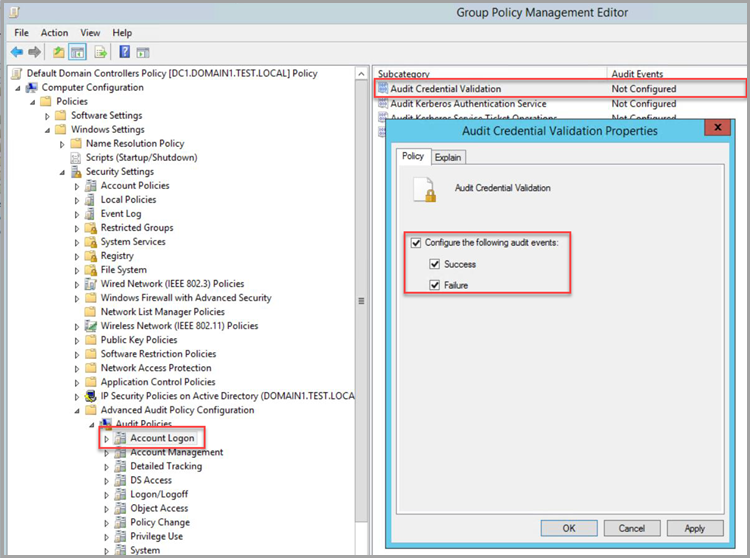 Group Policy Management Editor
File Action View Help
Default Domain Controllers Policy [DC1.DOMAIN1.TEST.LOCAL] Policy
Computer Configuration
Policies
Software Settings
Windows Settings
Name Resolution Policy
Scripts (Startup/Shutdown)
Security Settings
Account Policies
Local Policies
Event Log
Restricted Groups
System Services
Registry
File System
Wired Network (IEEE 802.3) Policies
Windows Firewall with Advanced Security
Network List Manager Policies
Wireless Network (IEEE 802.11) Policies
Public Key Policies
Software Restriction Policies
Network Access Protection
Application Control Policies
IP Security Policies on Active Directory (DOMAIN1.TEST.LOCA
Advanced Audit Policy Configuration
Audit Policies
Account Logon
Account Management
Detailed Tracking
DS Access
Logon/Logoff
Object Access
Policy Change
Privilege Use
System
Subcategory Audit Events
Audit Credential Validation Not Configured
Audit Kerberos Authentication Service Not Configured
Audit Kerberos Service Ticket Operations Not Configured
Audit Credential Validation Properties
Policy Explain
Audit Credential Validation
Configure the following audit events:
Success
Failure
OK Cancel Apply